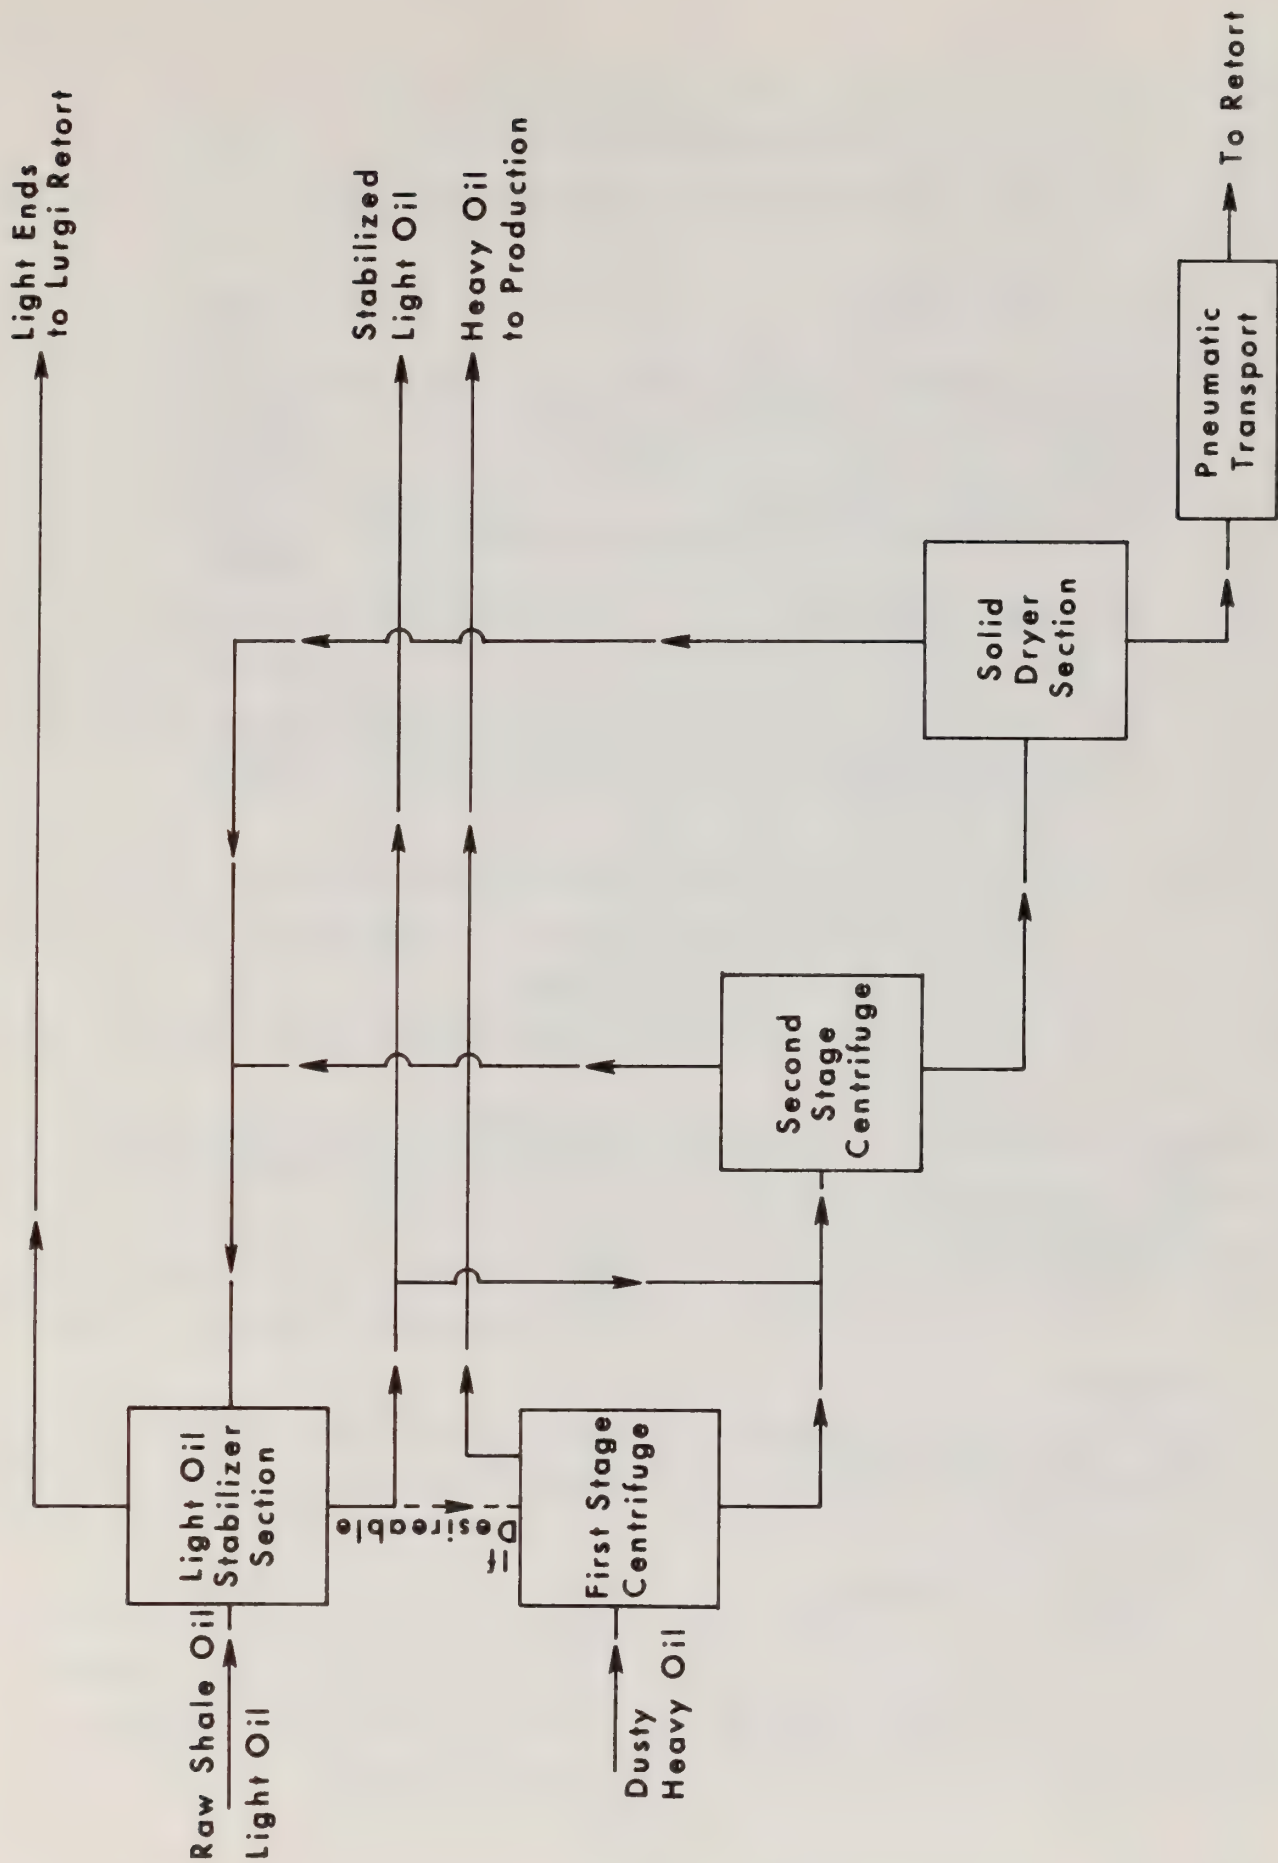 Light Ends
to Lurgi Retort
Raw Shale Oil
Light Oil
Light Oil
Stabilizer
Section
Stabilized
Light Oil
If
Desireable
Heavy Oil
to Production
Dusty
Heavy Oil
First Stage
Centrifuge
Second
Stage
Centrifuge
Solid
Dryer
Section
Pneumatic
Transport
To Retort